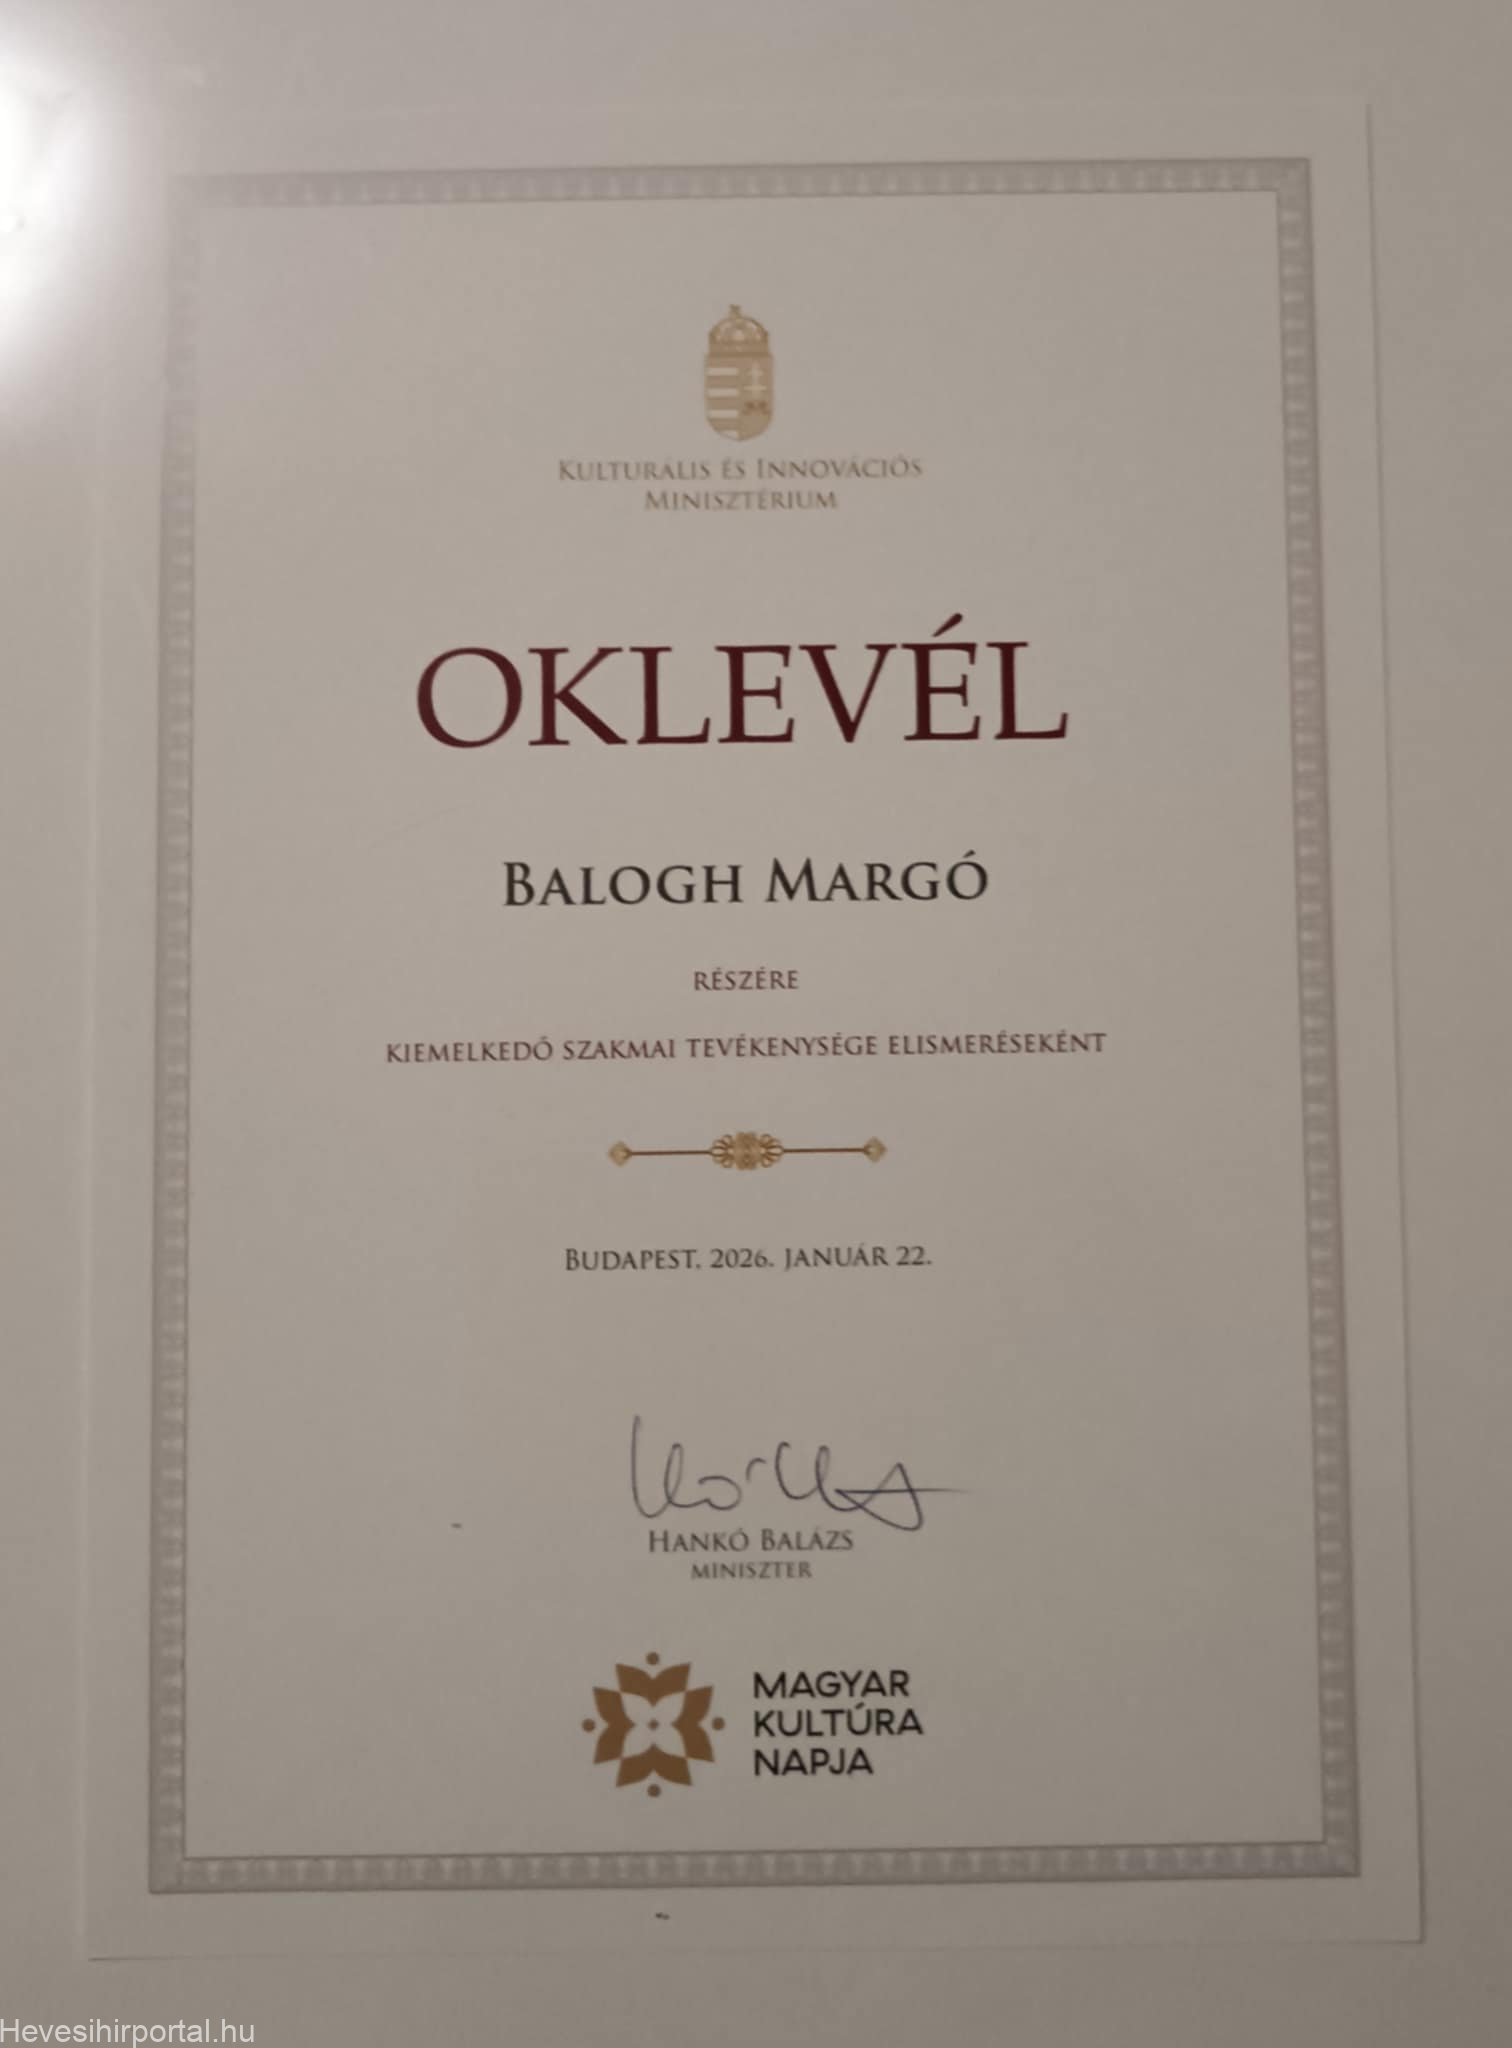 Kulturális és Innovációs
Minisztérium
OKLEVÉL
Balogh Margó
részére
kiemelkedő szakmai tevékenysége elismeréseként
Budapest, 2026. január 22.
Hankó Balázs
miniszter
MAGYAR
KULTÚRA
NAPJA
Hevesihirportal.hu